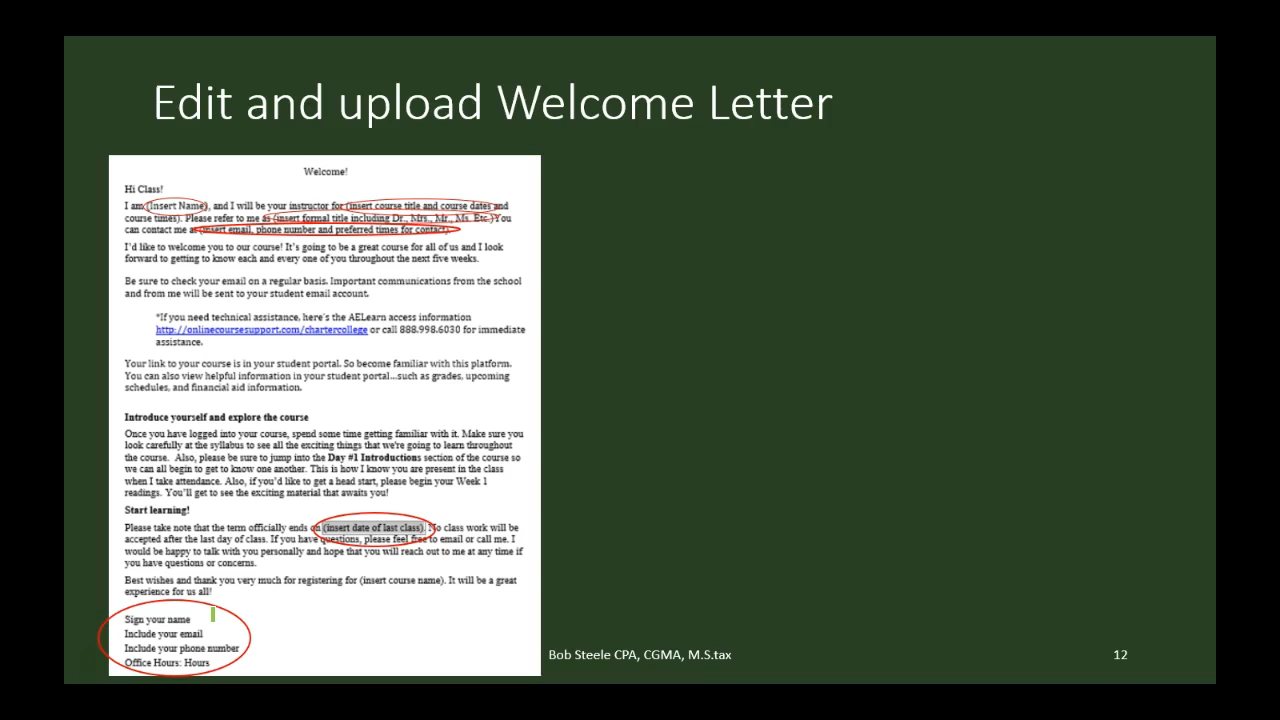 Edit and upload Welcome Letter
Welcome!
Hi Class!
I am (Insert Name), and I will be your instructor for (insert course title and course dates and
course times). Please refer to me as (insert formal title including Dr., Mrs., Mr., Ms. Etc.)You
can contact me at (insert email, phone number and preferred times for contact).
I'd like to welcome you to our course! It's going to be a great course for all of us and I look
forward to getting to know each and every one of you throughout the next five weeks.
Be sure to check your email on a regular basis. Important communications from the school
and from me will be sent to your student email account.
*If you need technical assistance, here's the AELearn access information
http://onlinecoursesupport.com/chartercollege or call 888.998.6030 for immediate
assistance.
Your link to your course is in your student portal. So become familiar with this platform.
You can also view helpful information in your student portal...such as grades, upcoming
schedules, and financial aid information.
Introduce yourself and explore the course
Once you have logged into your course, spend some time getting familiar with it. Make sure you
look carefully at the syllabus to see all the exciting things that we're going to learn throughout
the course. Also, please be sure to jump into the Day #1 Introductions section of the course so
we can all begin to get to know one another. This is how I know you are present in the class
when I take attendance. Also, if you'd like to get a head start, please begin your Week 1
readings. You'll get to see the exciting material that awaits you!
Start learning!
Please take note that the term officially ends on (insert date of last class). No class work will be
accepted after the last day of class. If you have questions, please feel free to email or call me. I
would be happy to talk with you personally and hope that you will reach out to me at any time if
you have questions or concerns.
Best wishes and thank you very much for registering for (insert course name). It will be a great
experience for us all!
Sign your name
Include your email
Include your phone number
Office Hours: Hours
Bob Steele CPA, CGMA, M.S.tax
12